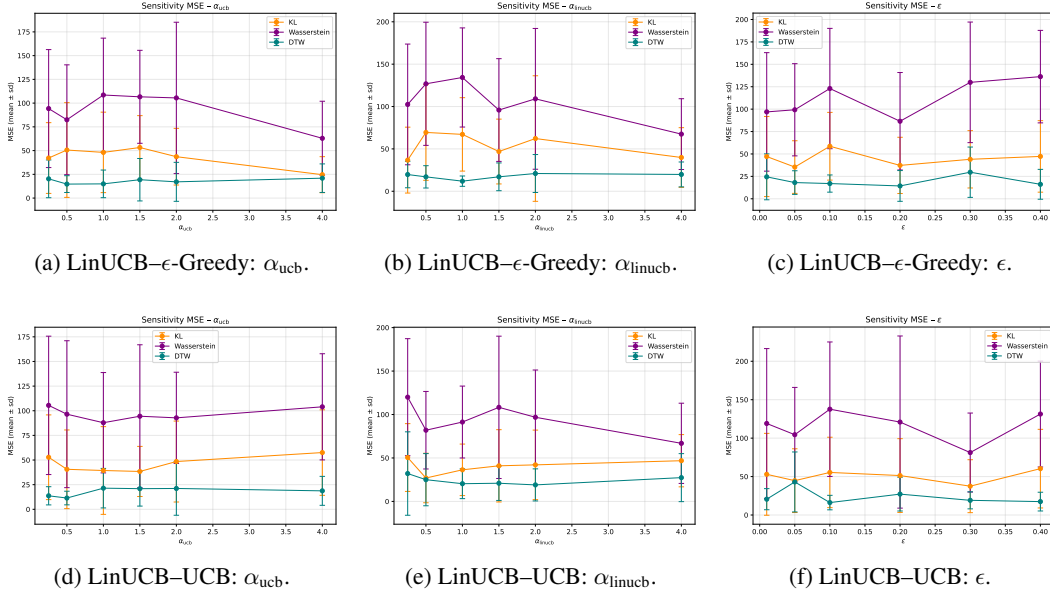 Sensitivity MSE – α_ucb
KL
Wasserstein
DTW
MSE (mean ± sd)
175
150
125
100
75
50
25
0
0.5 1.0 1.5 2.0 2.5 3.0 3.5 4.0
α_ucb
(a) LinUCB–ϵ-Greedy: α_ucb.
Sensitivity MSE – α_linucb
KL
Wasserstein
DTW
MSE (mean ± sd)
200
150
100
50
0
0.5 1.0 1.5 2.0 2.5 3.0 3.5 4.0
α_linucb
(b) LinUCB–ϵ-Greedy: α_linucb.
Sensitivity MSE – ε
KL
Wasserstein
DTW
MSE (mean ± sd)
200
175
150
125
100
75
50
25
0
0.00 0.05 0.10 0.15 0.20 0.25 0.30 0.35 0.40
ε
(c) LinUCB–ϵ-Greedy: ϵ.
Sensitivity MSE – α_ucb
KL
Wasserstein
DTW
MSE (mean ± sd)
175
150
125
100
75
50
25
0
0.5 1.0 1.5 2.0 2.5 3.0 3.5 4.0
α_ucb
(d) LinUCB–UCB: α_ucb.
Sensitivity MSE – α_linucb
KL
Wasserstein
DTW
MSE (mean ± sd)
200
150
100
50
0
0.5 1.0 1.5 2.0 2.5 3.0 3.5 4.0
α_linucb
(e) LinUCB–UCB: α_linucb.
Sensitivity MSE – ε
KL
Wasserstein
DTW
MSE (mean ± sd)
200
150
100
50
0
0.00 0.05 0.10 0.15 0.20 0.25 0.30 0.35 0.40
ε
(f) LinUCB–UCB: ϵ.